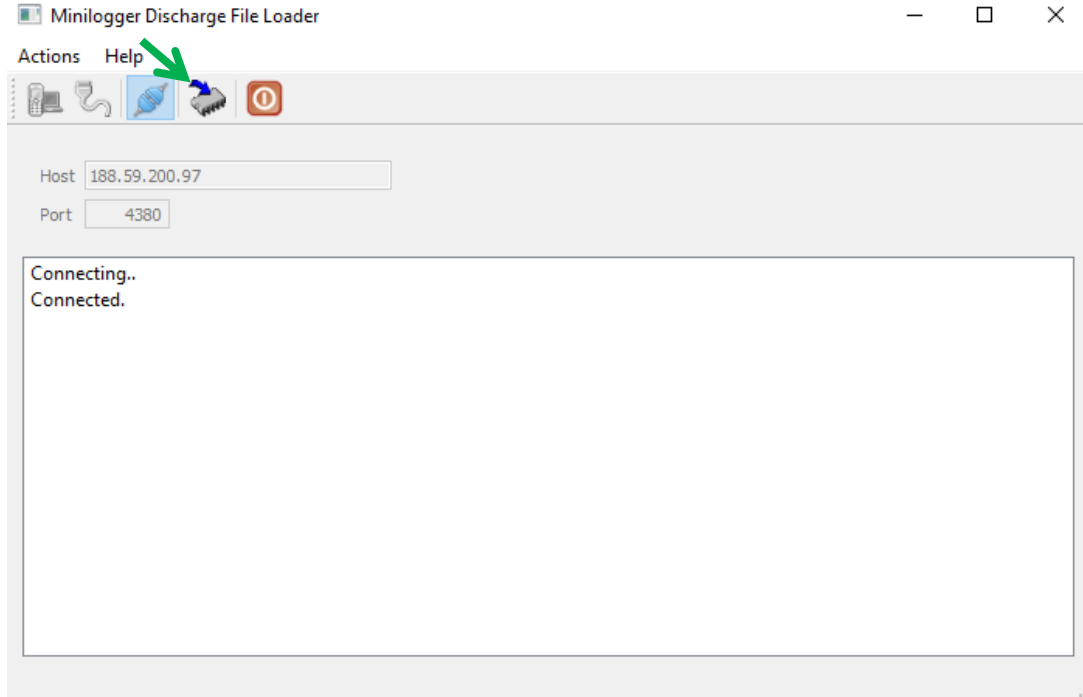 Minilogger Discharge File Loader
Actions Help
Host 188.59.200.97
Port 4380
Connecting..
Connected.